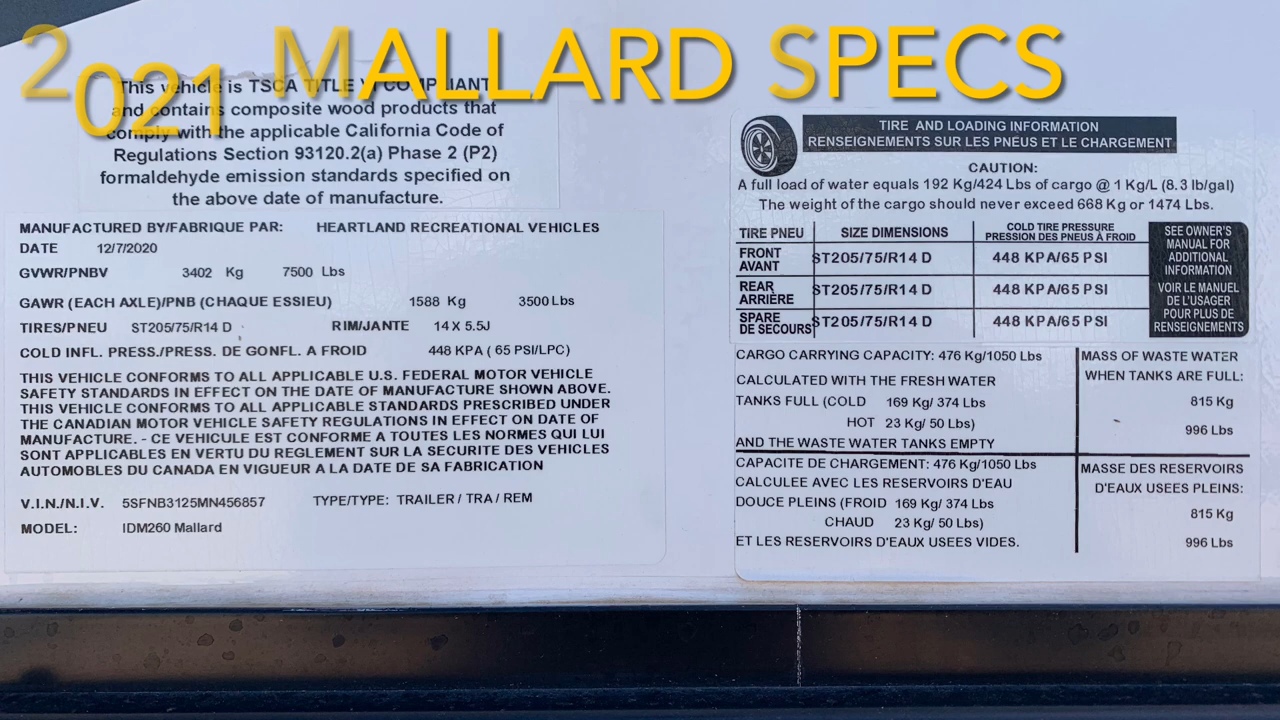 2021 MALLARD SPECS
This vehicle is TSCA TITLE VI COMPLIANT
and contains composite wood products that
comply with the applicable California Code of
Regulations Section 93120.2(a) Phase 2 (P2)
formaldehyde emission standards specified on
the above date of manufacture.
MANUFACTURED BY/FABRIQUE PAR: HEARTLAND RECREATIONAL VEHICLES
DATE 12/7/2020
GVWR/PNBV 3402 Kg 7500 Lbs
GAWR (EACH AXLE)/PNB (CHAQUE ESSIEU) 1588 Kg 3500 Lbs
TIRES/PNEU ST205/75/R14 D RIM/JANTE 14 X 5.5J
COLD INFL. PRESS./PRESS. DE GONFL. A FROID 448 KPA ( 65 PSI/LPC)
THIS VEHICLE CONFORMS TO ALL APPLICABLE U.S. FEDERAL MOTOR VEHICLE
SAFETY STANDARDS IN EFFECT ON THE DATE OF MANUFACTURE SHOWN ABOVE.
THIS VEHICLE CONFORMS TO ALL APPLICABLE STANDARDS PRESCRIBED UNDER
THE CANADIAN MOTOR VEHICLE SAFETY REGULATIONS IN EFFECT ON DATE OF
MANUFACTURE. - CE VEHICULE EST CONFORME A TOUTES LES NORMES QUI LUI
SONT APPLICABLES EN VERTU DU REGLEMENT SUR LA SECURITE DES VEHICLES
AUTOMOBILES DU CANADA EN VIGUEUR A LA DATE DE SA FABRICATION
V.I.N./N.I.V. 5SFNB3125MN456857 TYPE/TYPE: TRAILER / TRA / REM
MODEL: IDM260 Mallard
TIRE AND LOADING INFORMATION
RENSEIGNEMENTS SUR LES PNEUS ET LE CHARGEMENT
CAUTION:
A full load of water equals 192 Kg/424 Lbs of cargo @ 1 Kg/L (8.3 lb/gal)
The weight of the cargo should never exceed 668 Kg or 1474 Lbs.
TIRE PNEU SIZE DIMENSIONS COLD TIRE PRESSURE
PRESSION DES PNEUS À FROID
FRONT
AVANT ST205/75/R14 D 448 KPA/65 PSI
REAR
ARRIÈRE ST205/75/R14 D 448 KPA/65 PSI
SPARE
DE SECOURS ST205/75/R14 D 448 KPA/65 PSI
SEE OWNER'S
MANUAL FOR
ADDITIONAL
INFORMATION
VOIR LE MANUEL
DE L'USAGER
POUR PLUS DE
RENSEIGNEMENTS
CARGO CARRYING CAPACITY: 476 Kg/1050 Lbs
CALCULATED WITH THE FRESH WATER
TANKS FULL (COLD 169 Kg/ 374 Lbs
HOT 23 Kg/ 50 Lbs)
AND THE WASTE WATER TANKS EMPTY
MASS OF WASTE WATER
WHEN TANKS ARE FULL:
815 Kg
996 Lbs
CAPACITE DE CHARGEMENT: 476 Kg/1050 Lbs
CALCULEE AVEC LES RESERVOIRS D'EAU
DOUCE PLEINS (FROID 169 Kg/ 374 Lbs
CHAUD 23 Kg/ 50 Lbs)
ET LES RESERVOIRS D'EAUX USEES VIDES.
MASSE DES RESERVOIRS
D'EAUX USEES PLEINS:
815 Kg
996 Lbs